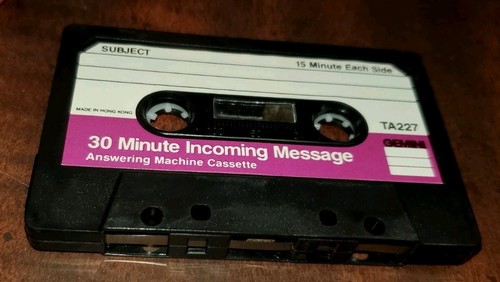 SUBJECT
15 Minute Each Side
MADE IN HONG KONG
TA227
30 Minute Incoming Message
GEMINI
Answering Machine Cassette